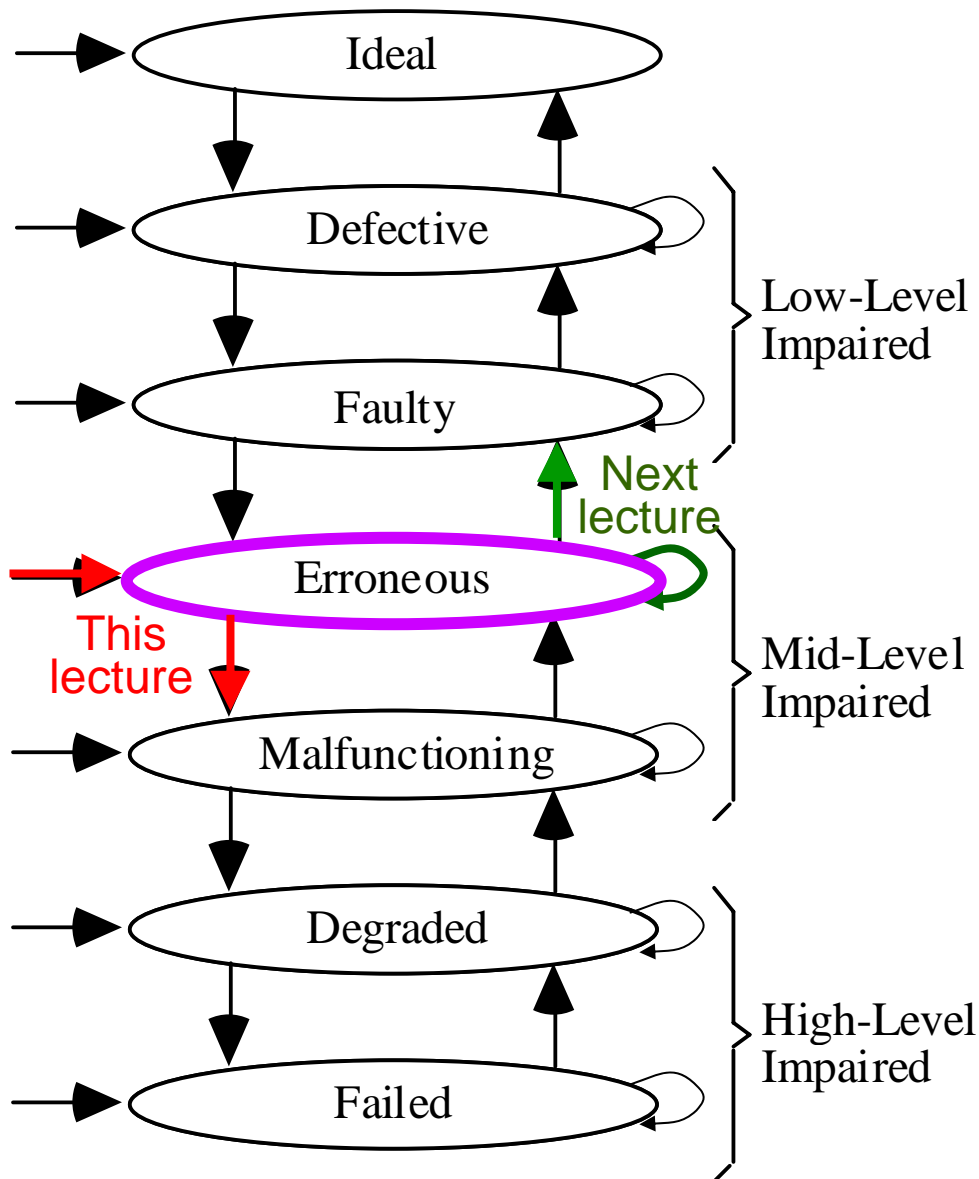 Ideal
Defective
Low-Level
Impaired
Faulty
Next
lecture
Erroneous
This
lecture
Mid-Level
Impaired
Malfunctioning
Degraded
High-Level
Impaired
Failed